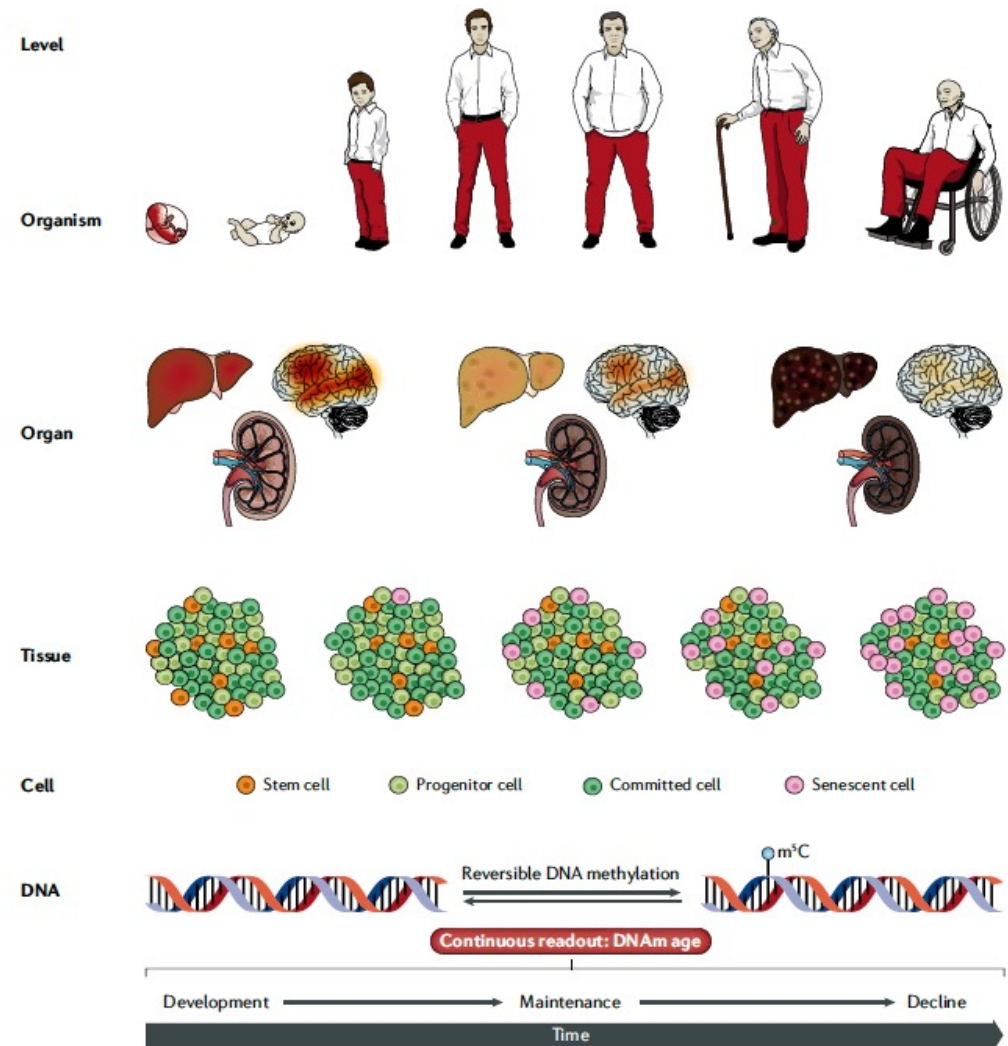 Level
Organism
Organ
Tissue
Cell
Stem cell
Progenitor cell
Committed cell
Senescent cell
DNA
Reversible DNA methylation
m⁵C
Continuous readout: DNAm age
Development
Maintenance
Decline
Time